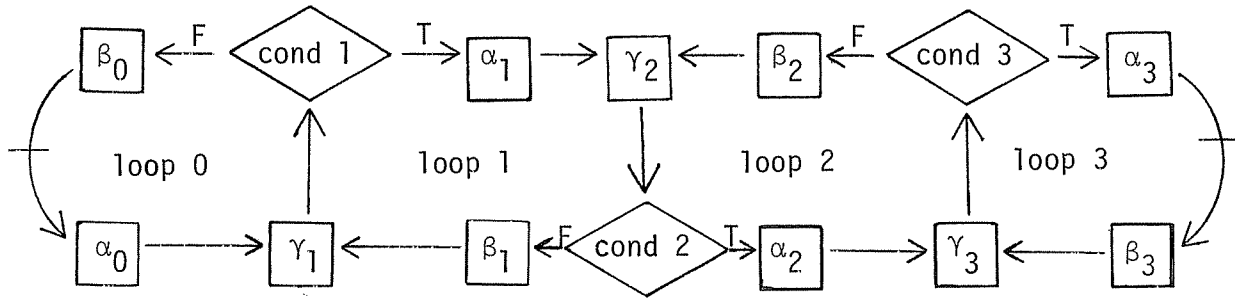 β0 F cond 1 T α1 γ2 β2 F cond 3 T α3
loop 0 loop 1 loop 2 loop 3
α0 γ1 β1 F cond 2 T α2 γ3 β3